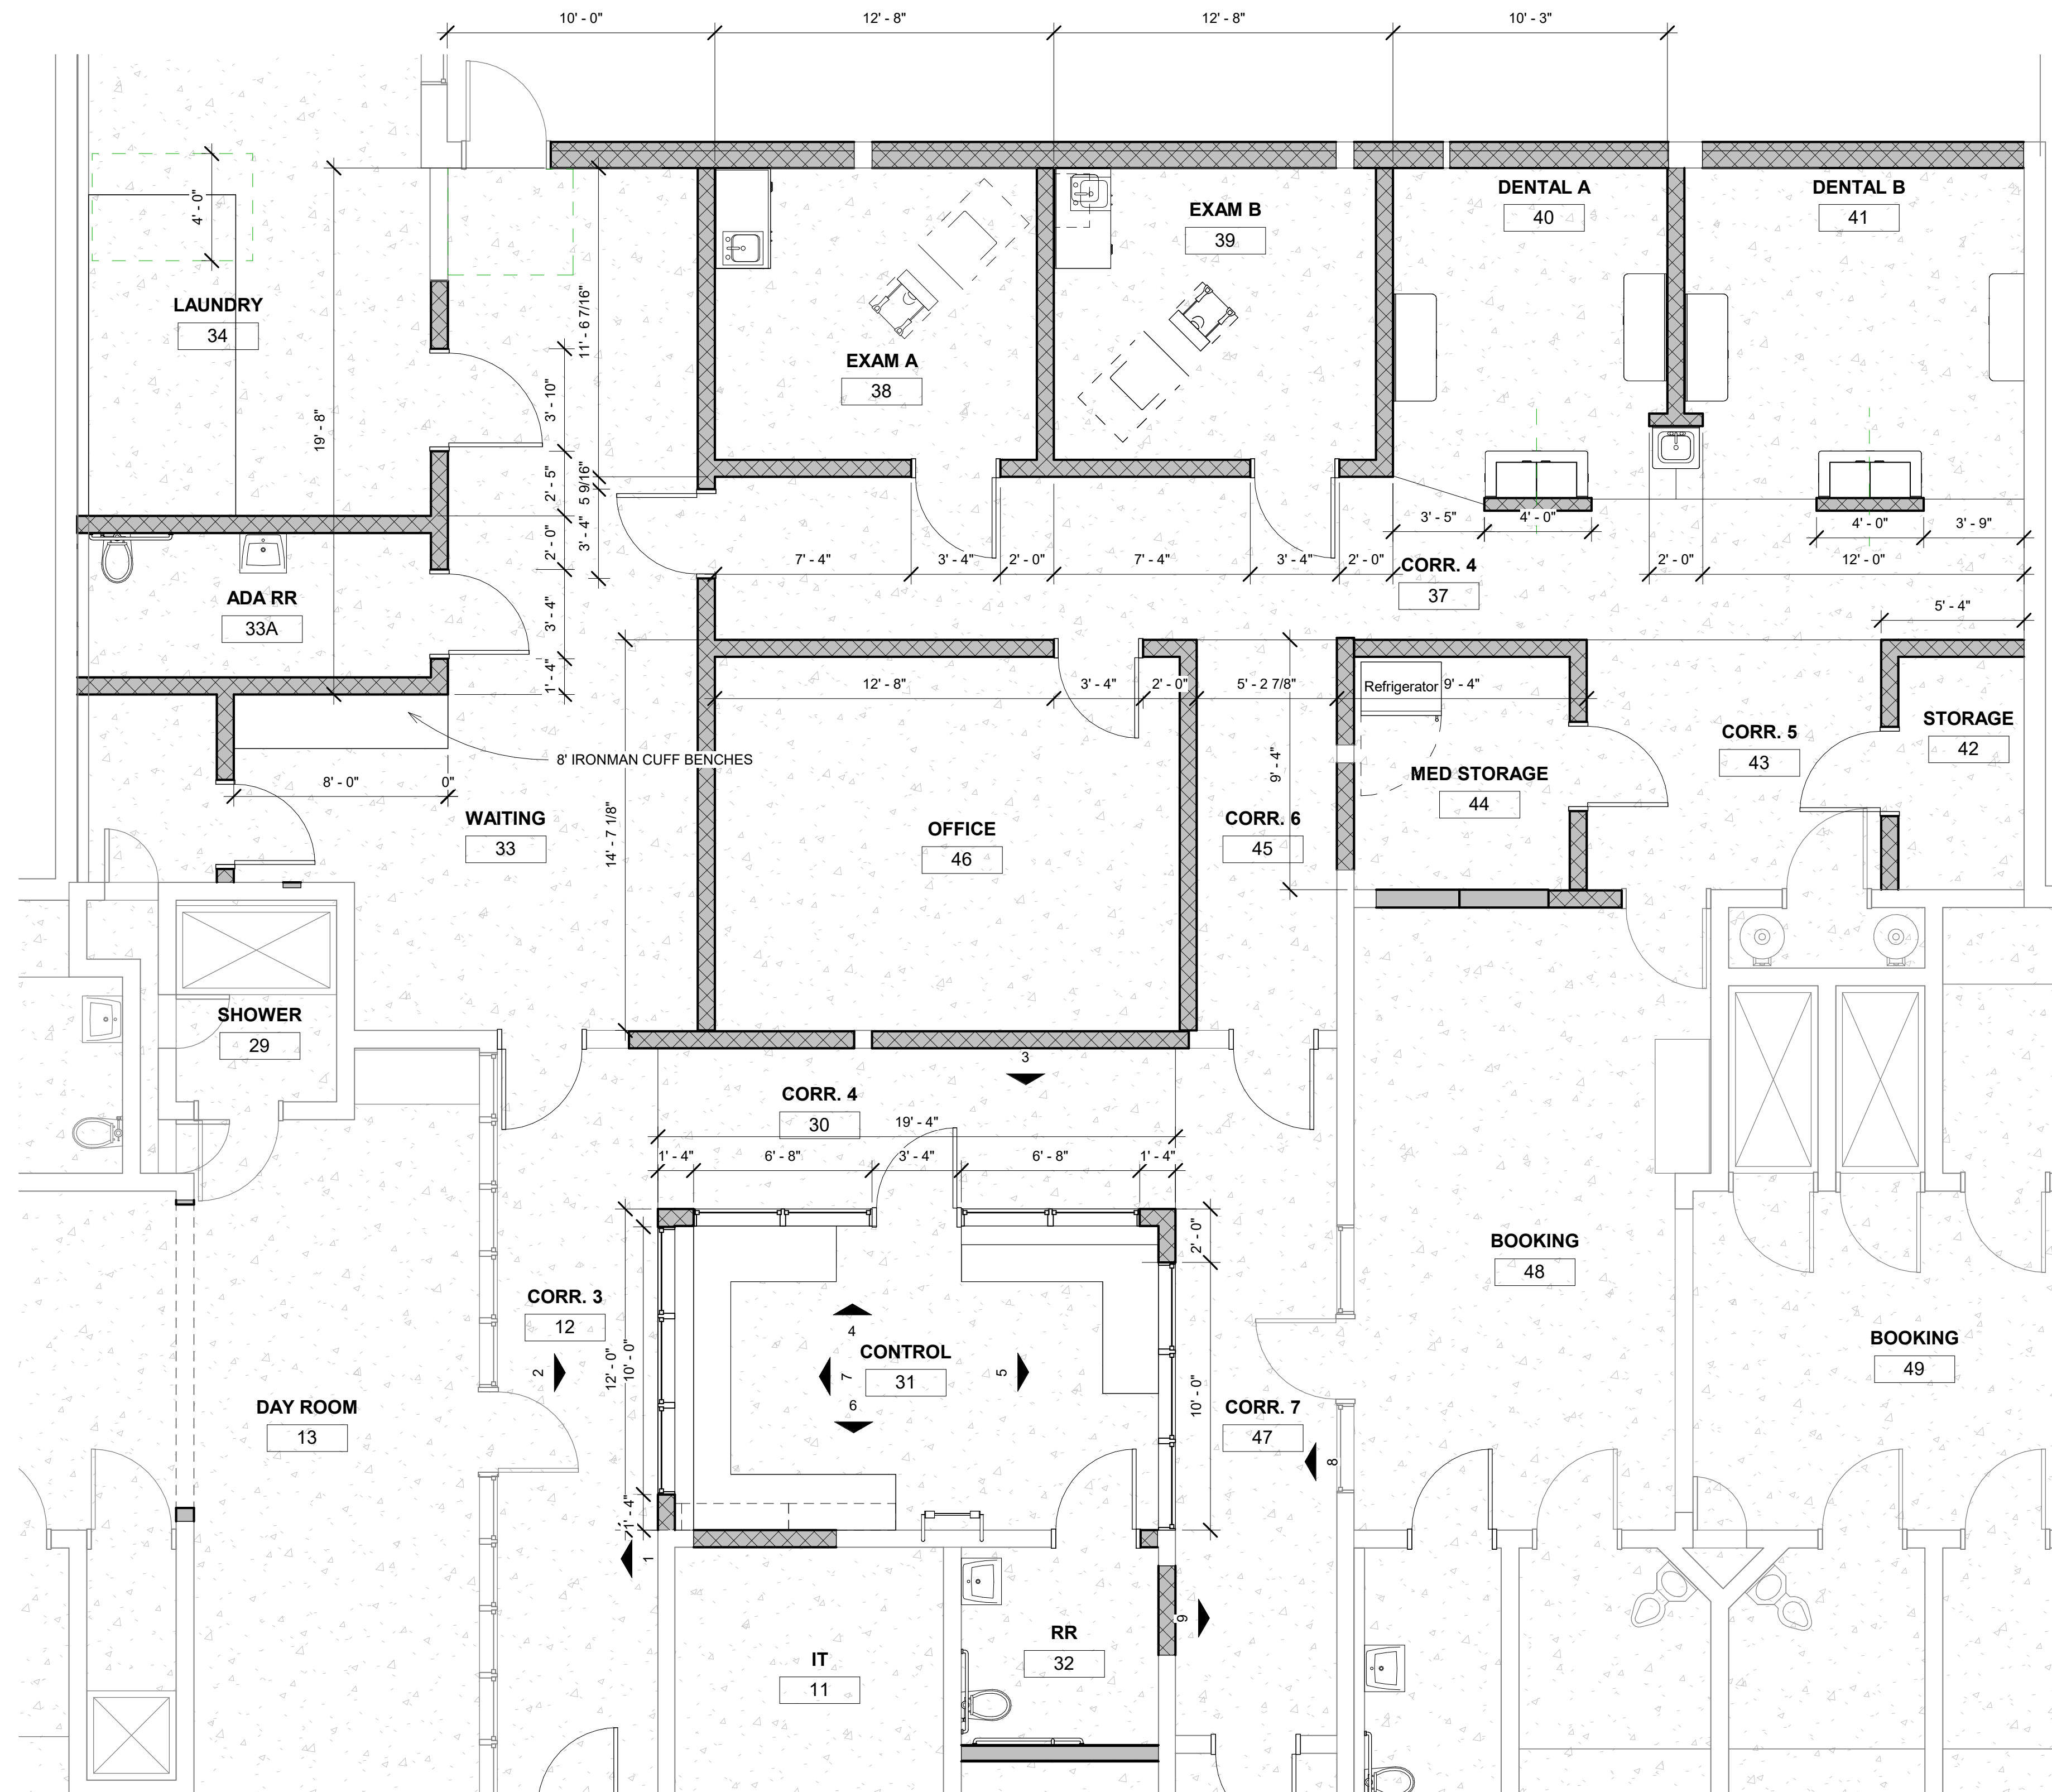 10' - 0"
12' - 8"
12' - 8"
10' - 3"
DENTAL A
40
DENTAL B
41
EXAM B
39
4' - 0"
LAUNDRY
34
11' - 6 7/16"
EXAM A
38
3' - 10"
19' - 8"
2' - 5"
5 9/16"
3' - 4"
2' - 0"
3' - 5"
4' - 0"
4' - 0"
3' - 9"
7' - 4"
3' - 4"
2' - 0"
7' - 4"
3' - 4"
2' - 0"
CORR. 4
37
2' - 0"
12' - 0"
ADA RR
33A
3' - 4"
5' - 4"
1' - 4"
12' - 8"
3' - 4"
2' - 0"
5' - 2 7/8"
Refrigerator
9' - 4"
STORAGE
42
CORR. 5
43
8' IRONMAN CUFF BENCHES
8' - 0"
0"
9' - 4"
MED STORAGE
44
WAITING
33
14' - 7 1/8"
OFFICE
46
CORR. 6
45
SHOWER
29
3
CORR. 4
30
19' - 4"
1' - 4"
6' - 8"
3' - 4"
6' - 8"
1' - 4"
2' - 0"
BOOKING
48
CORR. 3
12
2
12' - 0"
10' - 0"
4
CONTROL
31
7
5
6
10' - 0"
BOOKING
49
DAY ROOM
13
CORR. 7
47
8
1' - 4"
1
9
RR
32
IT
11